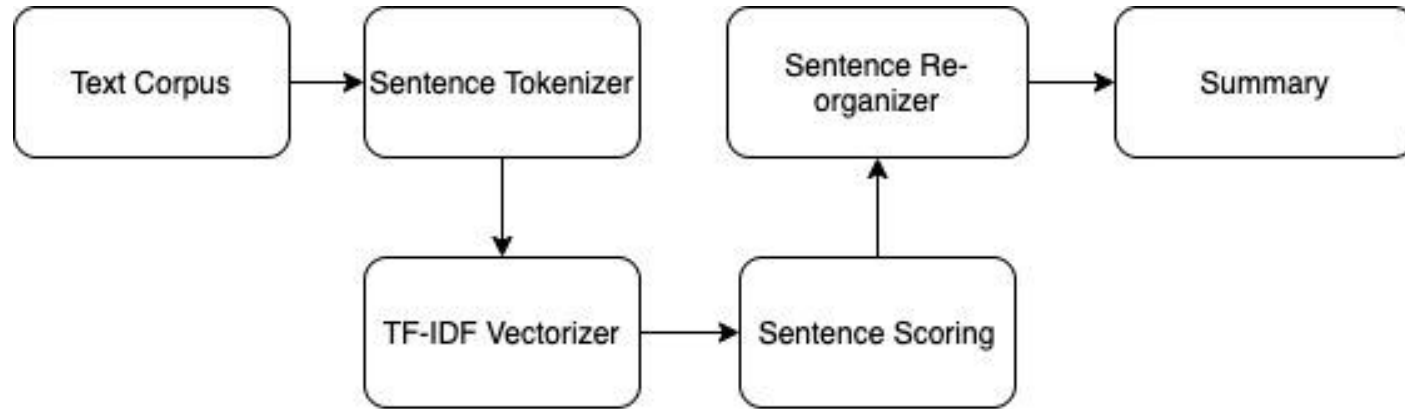 Text Corpus
Sentence Tokenizer
Sentence Re-
organizer
Summary
TF-IDF Vectorizer
Sentence Scoring